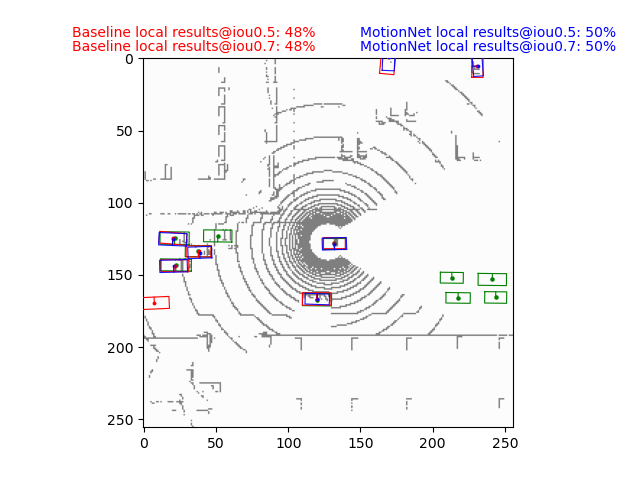 Baseline local results@iou0.5: 48% MotionNet local results@iou0.5: 50%
Baseline local results@iou0.7: 48% MotionNet local results@iou0.7: 50%
0
50
100
150
200
250
0 50 100 150 200 250